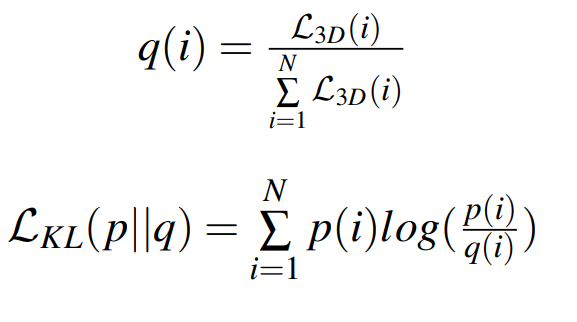 q(i) = \frac{\mathcal{L}_{3D}(i)}{\sum_{i=1}^{N} \mathcal{L}_{3D}(i)}
\mathcal{L}_{KL}(p||q) = \sum_{i=1}^{N} p(i)log(\frac{p(i)}{q(i)})